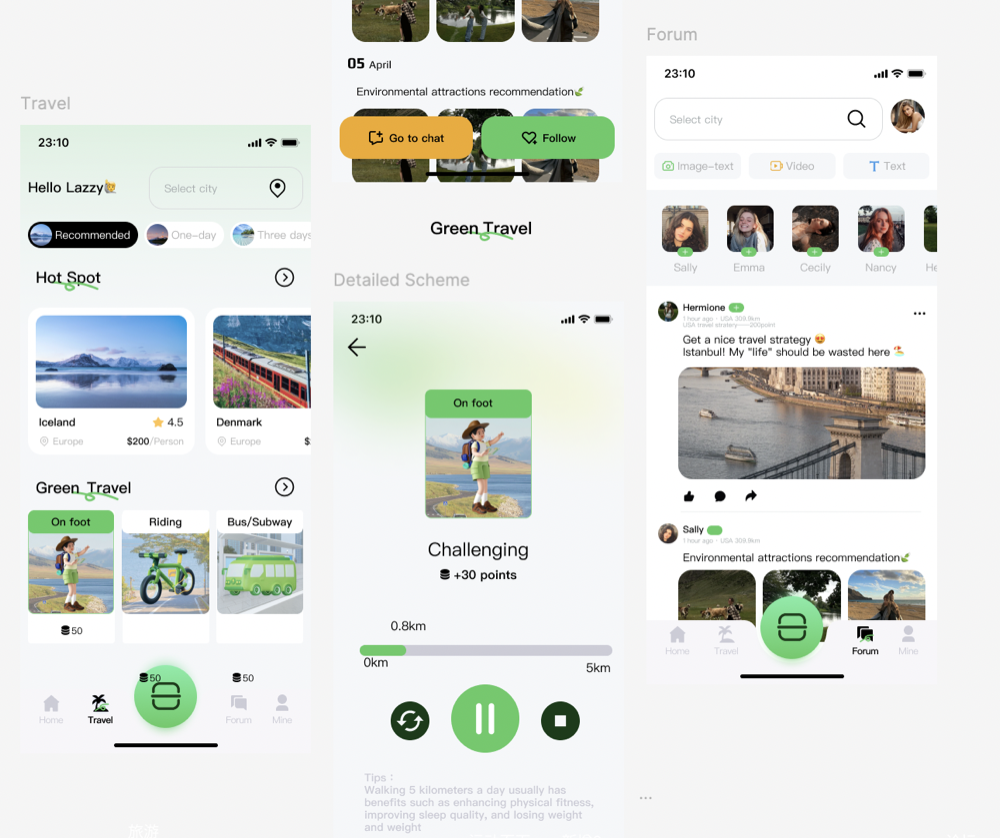 Travel
23:10
Hello Lazzy
Select city
Recommended
One-day
Three days
Hot Spot
Iceland
4.5
Europe
$200/Person
Denmark
Europe
Green Travel
On foot
Riding
Bus/Subway
50
50
50
Home
Travel
Forum
Mine
旅游
05 April
Environmental attractions recommendation
Go to chat
Follow
Green Travel
Detailed Scheme
23:10
On foot
Challenging
+30 points
0.8km
0km
5km
Tips :
Walking 5 kilometers a day usually has
benefits such as enhancing physical fitness,
improving sleep quality, and losing weight
and weight
Forum
23:10
Select city
Image-text
Video
Text
Sally
Emma
Cecily
Nancy
He
Hermione
1 hour ago · USA 309.9km
USA travel stratery——200point
Get a nice travel strategy
Istanbul! My "life" should be wasted here
Sally
1 hour ago · USA 309.9km
Environmental attractions recommendation
Home
Travel
Forum
Mine
...